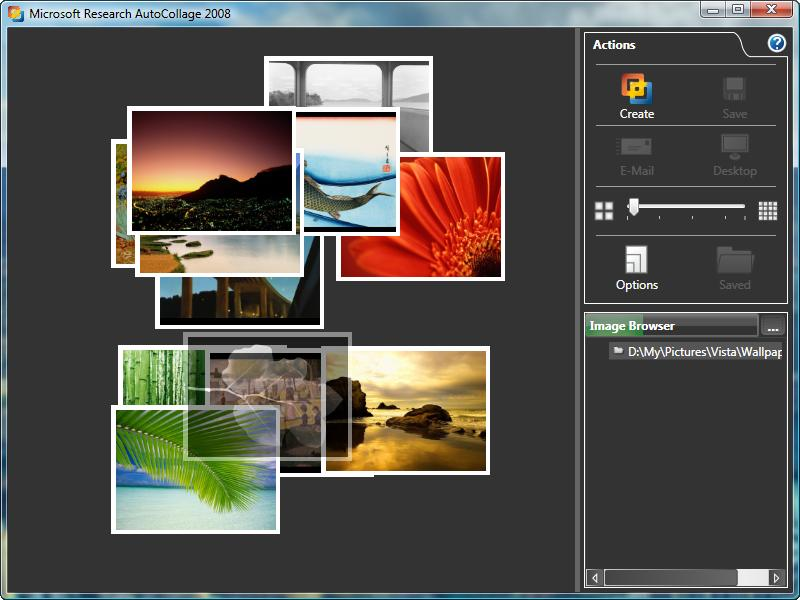 Microsoft Research AutoCollage 2008
Actions
Create
Save
E-Mail
Desktop
Options
Saved
Image Browser
...
D:\My\Pictures\Vista\Wallpap